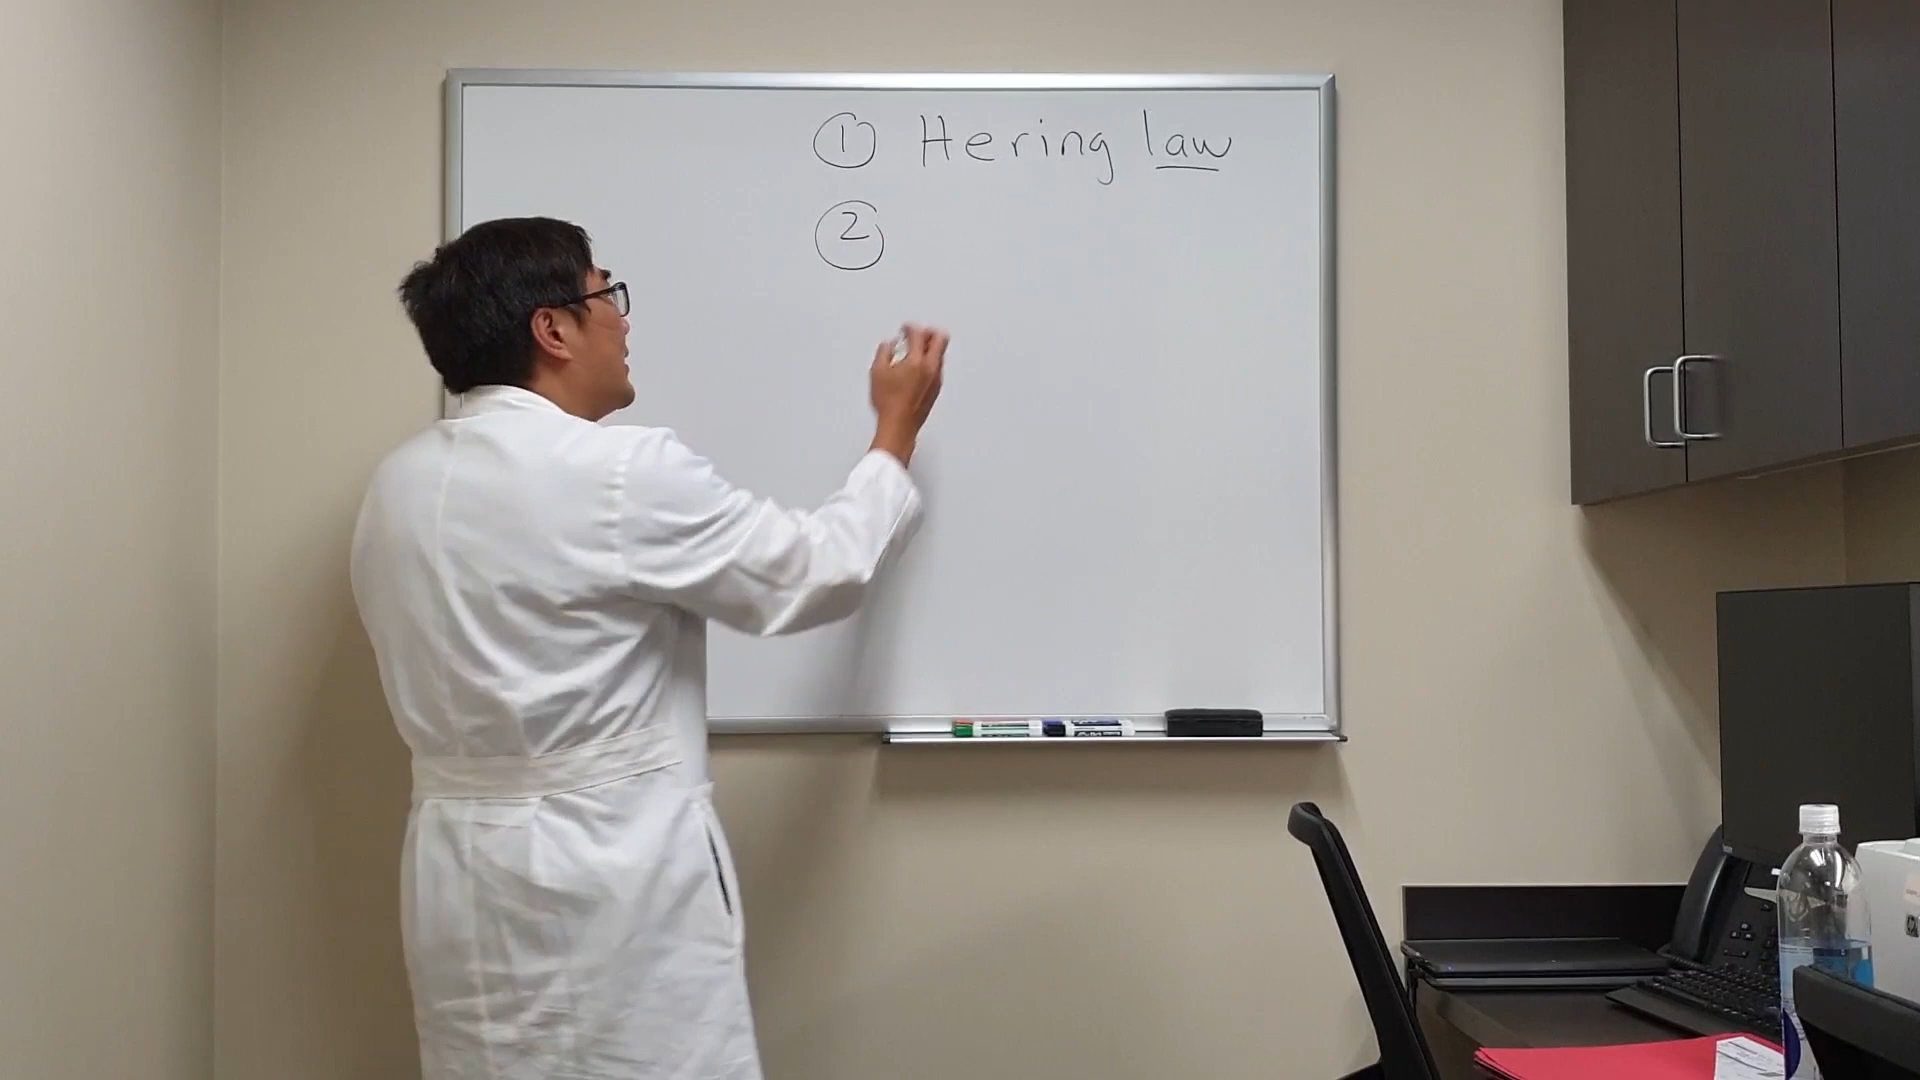 ① Hering law
②